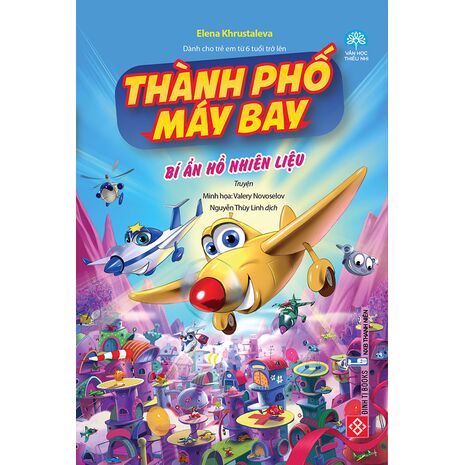 Elena Khrustaleva
VĂN HỌC
THIẾU NHI
Dành cho trẻ em từ 6 tuổi trở lên
THÀNH PHỐ
MÁY BAY
BÍ ẨN HỒ NHIÊN LIỆU
Truyện
Minh họa: Valery Novoselov
Nguyễn Thùy Linh dịch
ĐINH TỊ BOOKS
NXB THANH NIÊN